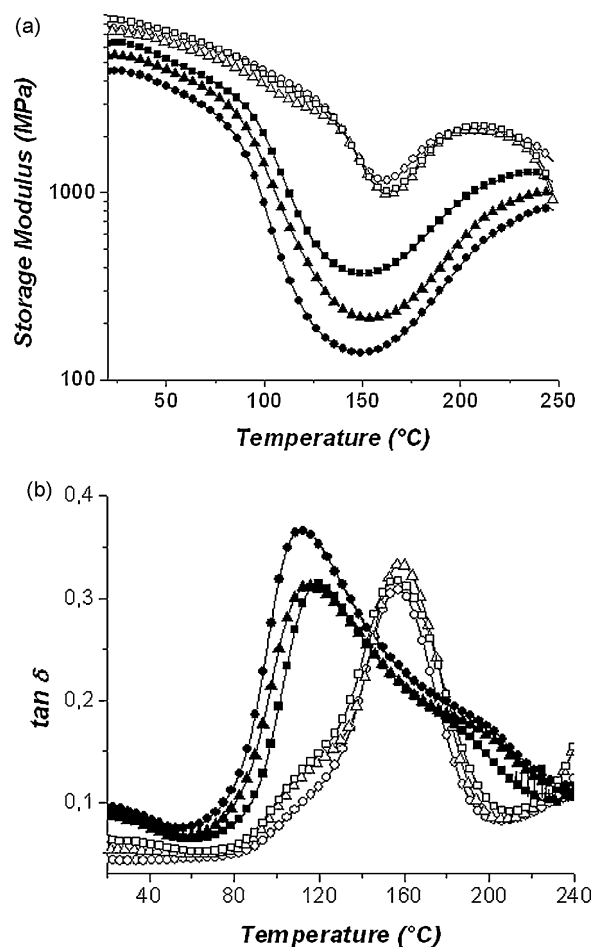 (a)
Storage Modulus (MPa)
1000
100
50
100
150
200
250
Temperature (°C)
(b)
tan δ
0,4
0,3
0,2
0,1
40
80
120
160
200
240
Temperature (°C)